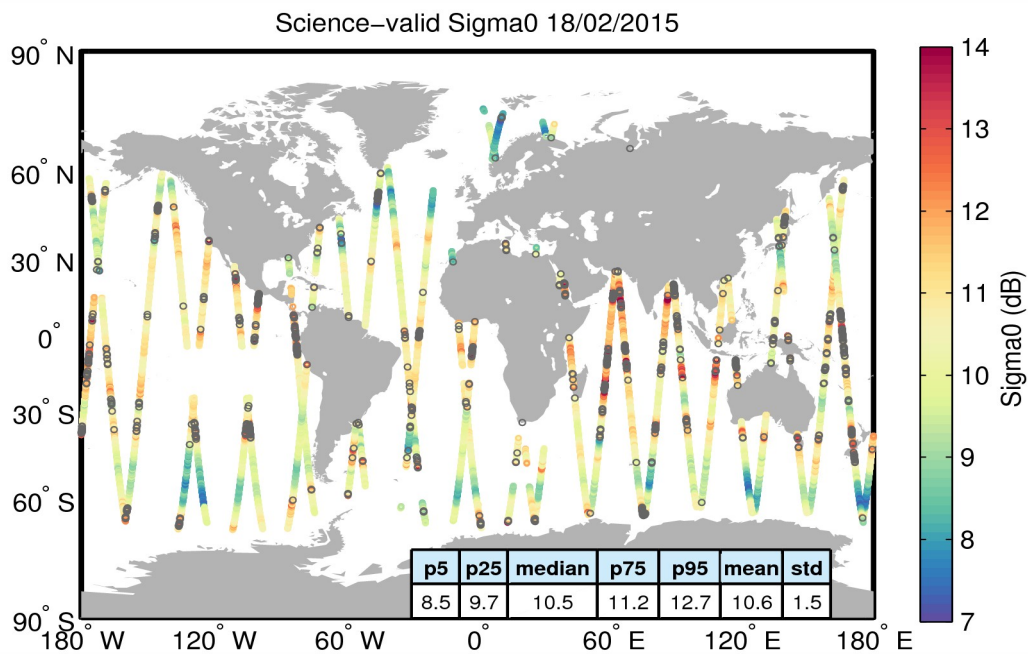 Science−valid Sigma0 18/02/2015
90° N
60° N
30° N
0°
30° S
60° S
90° S
180° W
120° W
60° W
0°
60° E
120° E
180° E
p5 p25 median p75 p95 mean std
8.5 9.7 10.5 11.2 12.7 10.6 1.5
14
13
12
11
10
9
8
7
Sigma0 (dB)